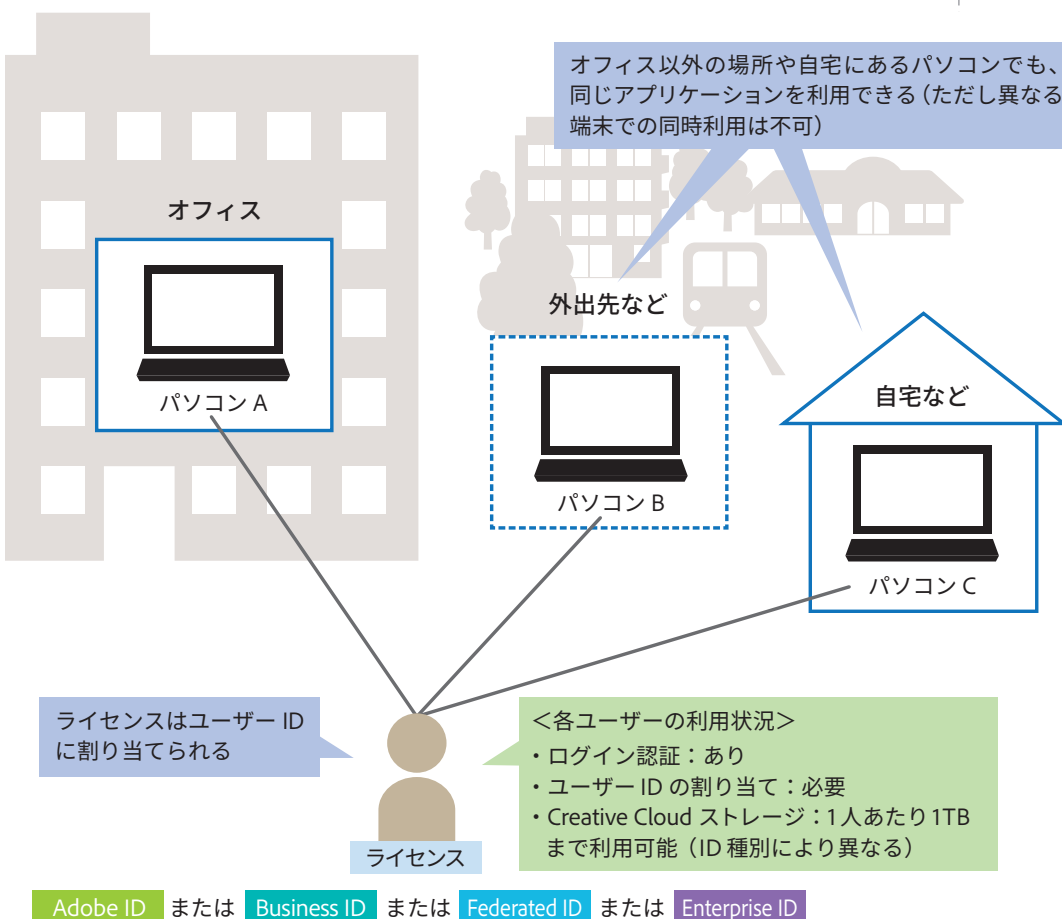 オフィス以外の場所や自宅にあるパソコンでも、
同じアプリケーションを利用できる（ただし異なる
端末での同時利用は不可）
オフィス
パソコン A
外出先など
パソコン B
自宅など
パソコン C
ライセンスはユーザー ID
に割り当てられる
＜各ユーザーの利用状況＞
・ログイン認証：あり
・ユーザー ID の割り当て：必要
・Creative Cloud ストレージ：1人あたり1TB
まで利用可能（ID 種別により異なる）
ライセンス
Adobe ID または Business ID または Federated ID または Enterprise ID